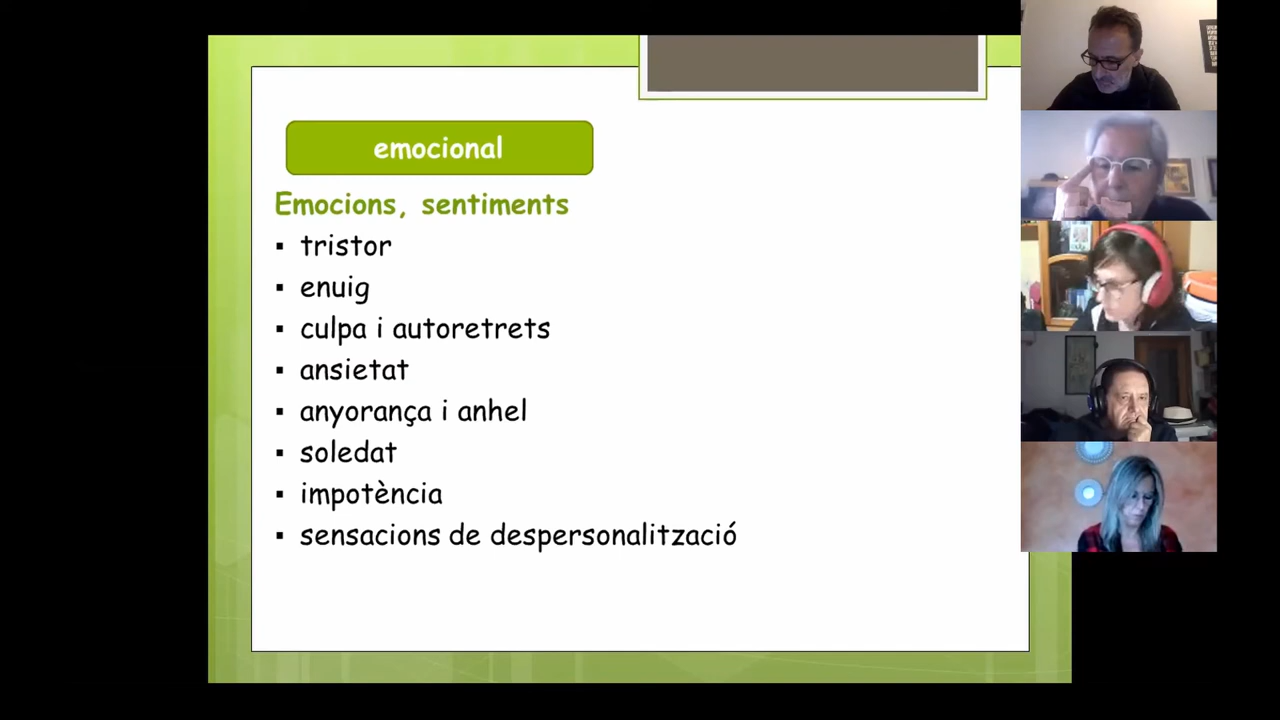 emocional
Emocions, sentiments
▪ tristor
▪ enuig
▪ culpa i autoretrets
▪ ansietat
▪ anyorança i anhel
▪ soledat
▪ impotència
▪ sensacions de despersonalització